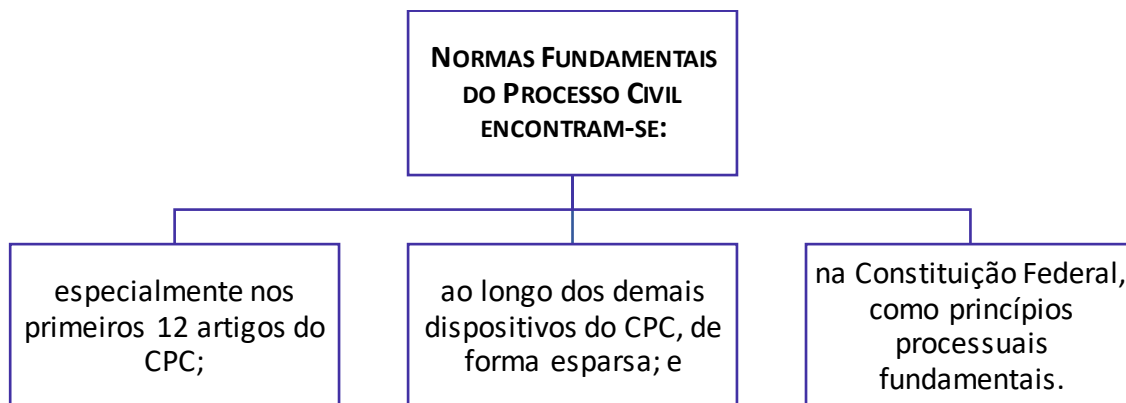 NORMAS FUNDAMENTAIS
DO PROCESSO CIVIL
ENCONTRAM-SE:
especialmente nos
primeiros 12 artigos do
CPC;
ao longo dos demais
dispositivos do CPC, de
forma esparsa; e
na Constituição Federal,
como princípios
processuais
fundamentais.